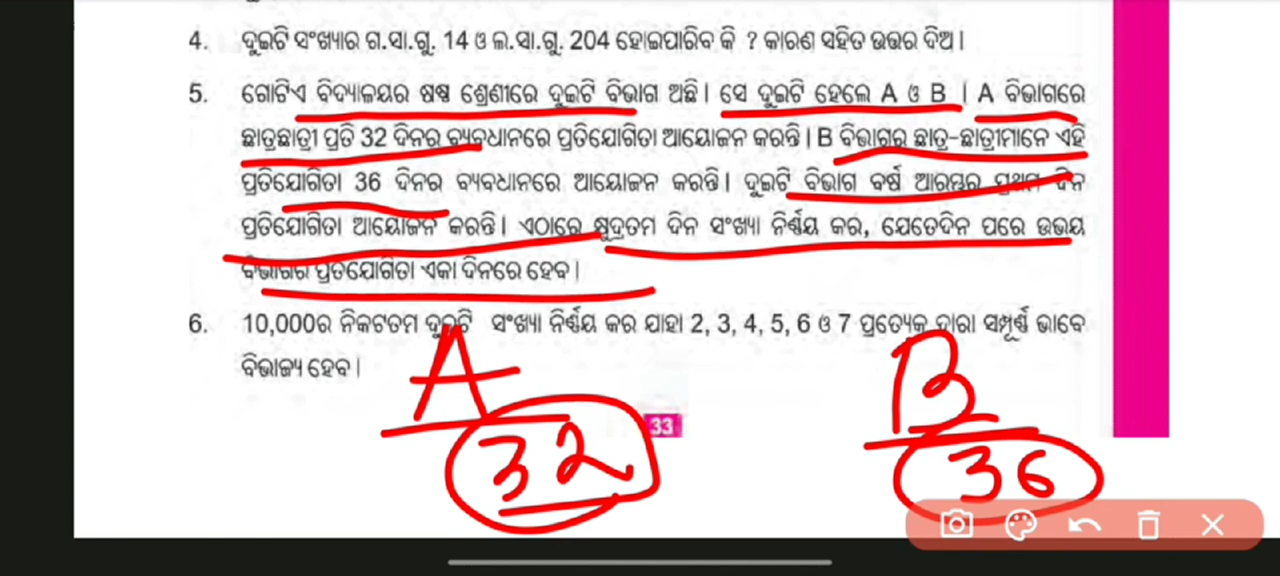 4. ଦୁଇଟି ସଂଖ୍ୟାର ଗ.ସା.ଗୁ. 14 ଓ ଲ.ସା.ଗୁ. 204 ହୋଇପାରିବ କି ? କାରଣ ସହିତ ଉତ୍ତର ଦିଅ।
5. ଗୋଟିଏ ବିଦ୍ୟାଳୟର ଷଷ୍ଠ ଶ୍ରେଣୀରେ ଦୁଇଟି ବିଭାଗ ଅଛି। ସେ ଦୁଇଟି ହେଲେ A ଓ B । A ବିଭାଗରେ
ଛାତ୍ରଛାତ୍ରୀ ପ୍ରତି 32 ଦିନର ବ୍ୟବଧାନରେ ପ୍ରତିଯୋଗିତା ଆୟୋଜନ କରନ୍ତି। B ବିଭାଗର ଛାତ୍ର-ଛାତ୍ରୀମାନେ ଏହି
ପ୍ରତିଯୋଗିତା 36 ଦିନର ବ୍ୟବଧାନରେ ଆୟୋଜନ କରନ୍ତି। ଦୁଇଟି ବିଭାଗ ବର୍ଷ ଆରମ୍ଭର ପ୍ରଥମ ଦିନ
ପ୍ରତିଯୋଗିତା ଆୟୋଜନ କରନ୍ତି। ଏଠାରେ କ୍ଷୁଦ୍ରତମ ଦିନ ସଂଖ୍ୟା ନିର୍ଣ୍ଣୟ କର, ଯେତେଦିନ ପରେ ଉଭୟ
ବିଭାଗର ପ୍ରତିଯୋଗିତା ଏକା ଦିନରେ ହେବ।
6. 10,000ର ନିକଟତମ ଦୁଇଟି ସଂଖ୍ୟା ନିର୍ଣ୍ଣୟ କର ଯାହା 2, 3, 4, 5, 6 ଓ 7 ପ୍ରତ୍ୟେକ ଦ୍ୱାରା ସମ୍ପୂର୍ଣ୍ଣ ଭାବେ
ବିଭାଜ୍ୟ ହେବ।
A B
33
32 36